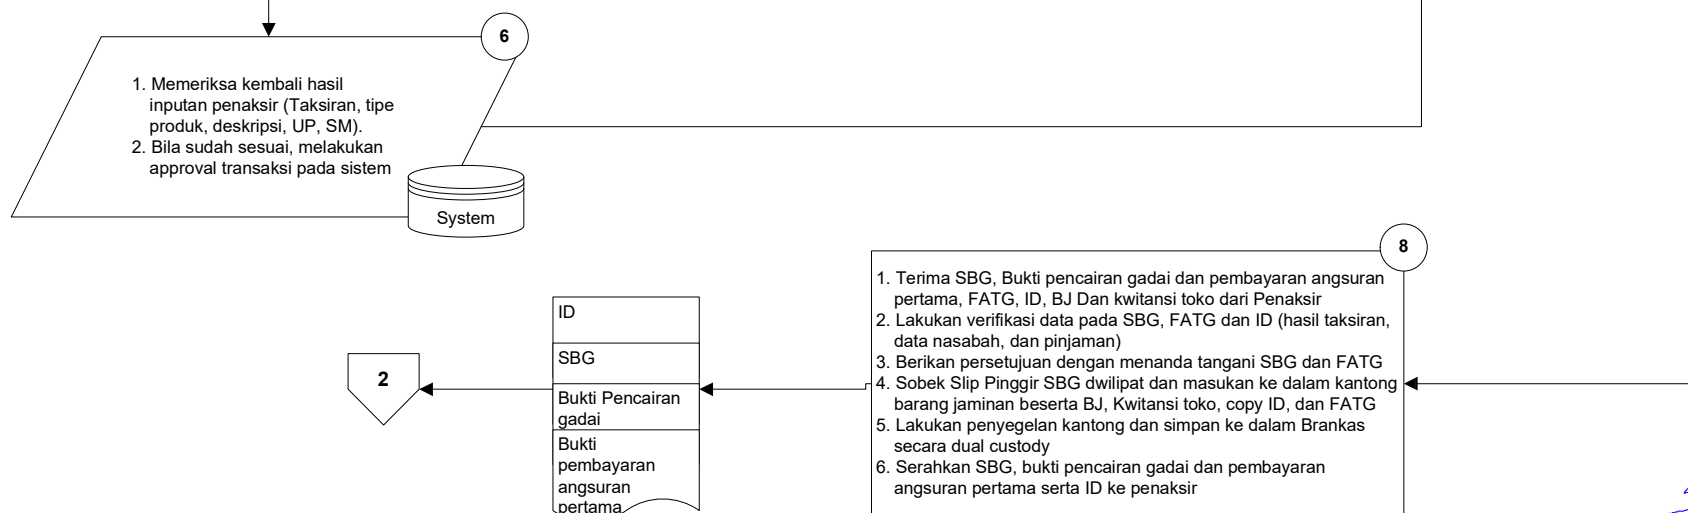 6
1. Memeriksa kembali hasil
inputan penaksir (Taksiran, tipe
produk, deskripsi, UP, SM).
2. Bila sudah sesuai, melakukan
approval transaksi pada sistem
System
8
1. Terima SBG, Bukti pencairan gadai dan pembayaran angsuran
pertama, FATG, ID, BJ Dan kwitansi toko dari Penaksir
2. Lakukan verifikasi data pada SBG, FATG dan ID (hasil taksiran,
data nasabah, dan pinjaman)
3. Berikan persetujuan dengan menanda tangani SBG dan FATG
4. Sobek Slip Pinggir SBG dwilipat dan masukan ke dalam kantong
barang jaminan beserta BJ, Kwitansi toko, copy ID, dan FATG
5. Lakukan penyegelan kantong dan simpan ke dalam Brankas
secara dual custody
6. Serahkan SBG, bukti pencairan gadai dan pembayaran
angsuran pertama serta ID ke penaksir
ID
SBG
Bukti Pencairan
gadai
Bukti
pembayaran
angsuran
pertama
2